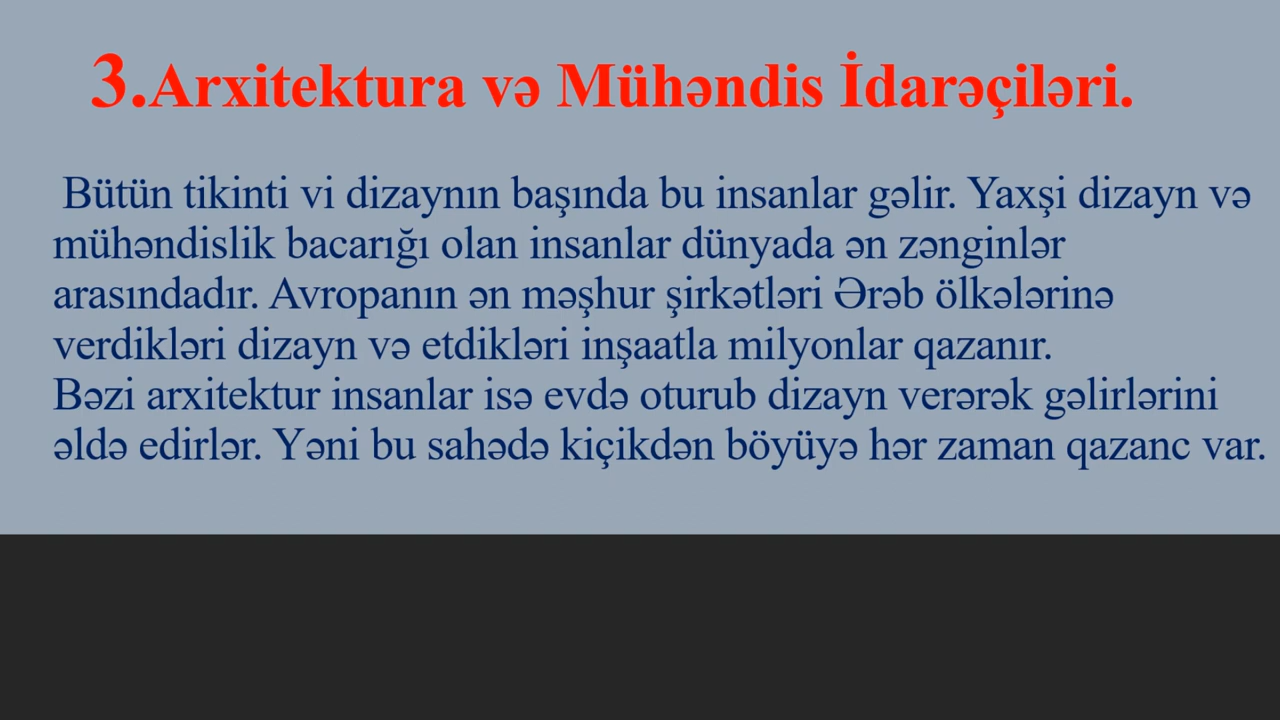 3.Arxitektura və Mühəndis İdarəçiləri.
Bütün tikinti vi dizaynın başında bu insanlar gəlir. Yaxşi dizayn və
mühəndislik bacarığı olan insanlar dünyada ən zənginlər
arasındadır. Avropanın ən məşhur şirkətləri Ərəb ölkələrinə
verdikləri dizayn və etdikləri inşaatla milyonlar qazanır.
Bəzi arxitektur insanlar isə evdə oturub dizayn verərək gəlirlərini
əldə edirlər. Yəni bu sahədə kiçikdən böyüyə hər zaman qazanc var.